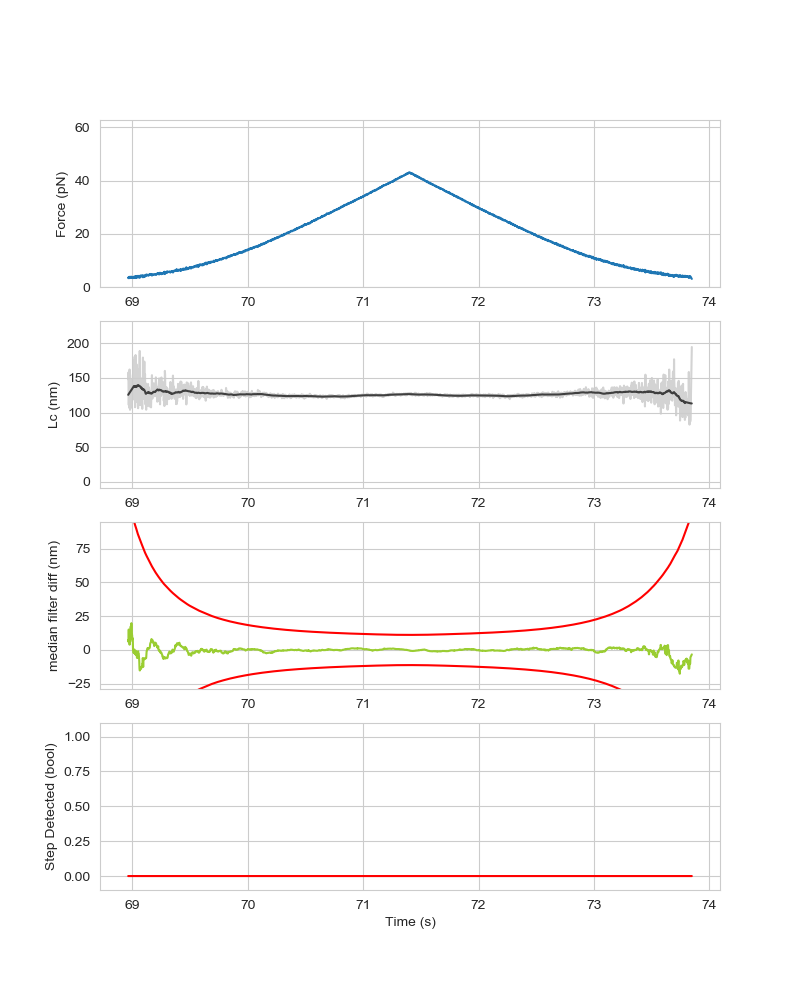 Force (pN)
60
40
20
0
69 70 71 72 73 74
Lc (nm)
200
150
100
50
0
69 70 71 72 73 74
median filter diff (nm)
75
50
25
0
−25
69 70 71 72 73 74
Step Detected (bool)
1.00
0.75
0.50
0.25
0.00
69 70 71 72 73 74
Time (s)